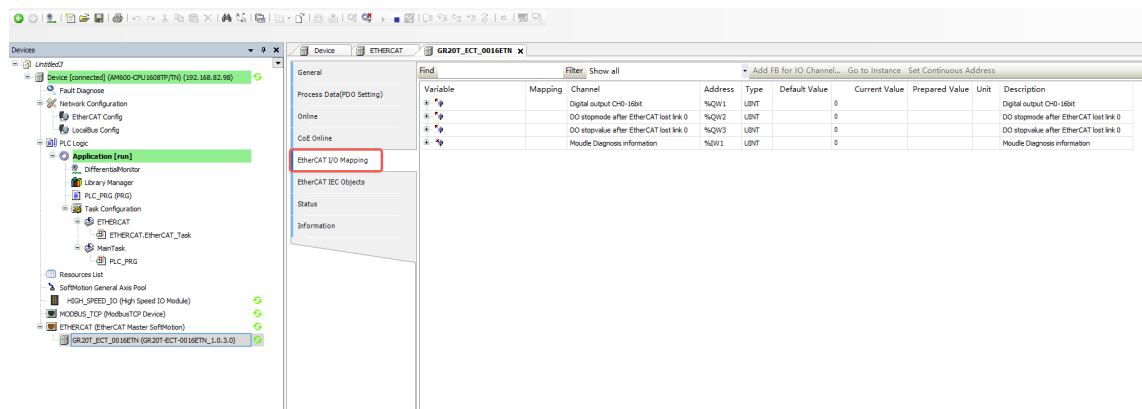 Devices
Untitled3
Device [connected] (AM600-CPU1608TP/TN) (192.168.82.98)
Fault Diagnose
Network Configuration
EtherCAT Config
LocalBus Config
PLC Logic
Application [run]
DifferentialMonitor
Library Manager
PLC_PRG (PRG)
Task Configuration
ETHERCAT
ETHERCAT.EtherCAT_Task
MainTask
PLC_PRG
Resources List
SoftMotion General Axis Pool
HIGH_SPEED_IO (High Speed IO Module)
MODBUS_TCP (ModbusTCP Device)
ETHERCAT (EtherCAT Master SoftMotion)
GR20T_ECT_0016ETN (GR20T-ECT-0016ETN_1.0.3.0)
Device ETHERCAT GR20T_ECT_0016ETN
General
Process Data(PDO Setting)
Online
CoE Online
EtherCAT I/O Mapping
EtherCAT IEC Objects
Status
Information
Find Filter Show all Add FB for IO Channel... Go to Instance Set Continuous Address
Variable Mapping Channel Address Type Default Value Current Value Prepared Value Unit Description
Digital output CH0-16bit %QW1 UINT 0 Digital output CH0-16bit
DO stopmode after EtherCAT lost link 0 %QW2 UINT 0 DO stopmode after EtherCAT lost link 0
DO stopvalue after EtherCAT lost link 0 %QW3 UINT 0 DO stopvalue after EtherCAT lost link 0
Moudle Diagnosis information %IW1 UINT 0 Moudle Diagnosis information